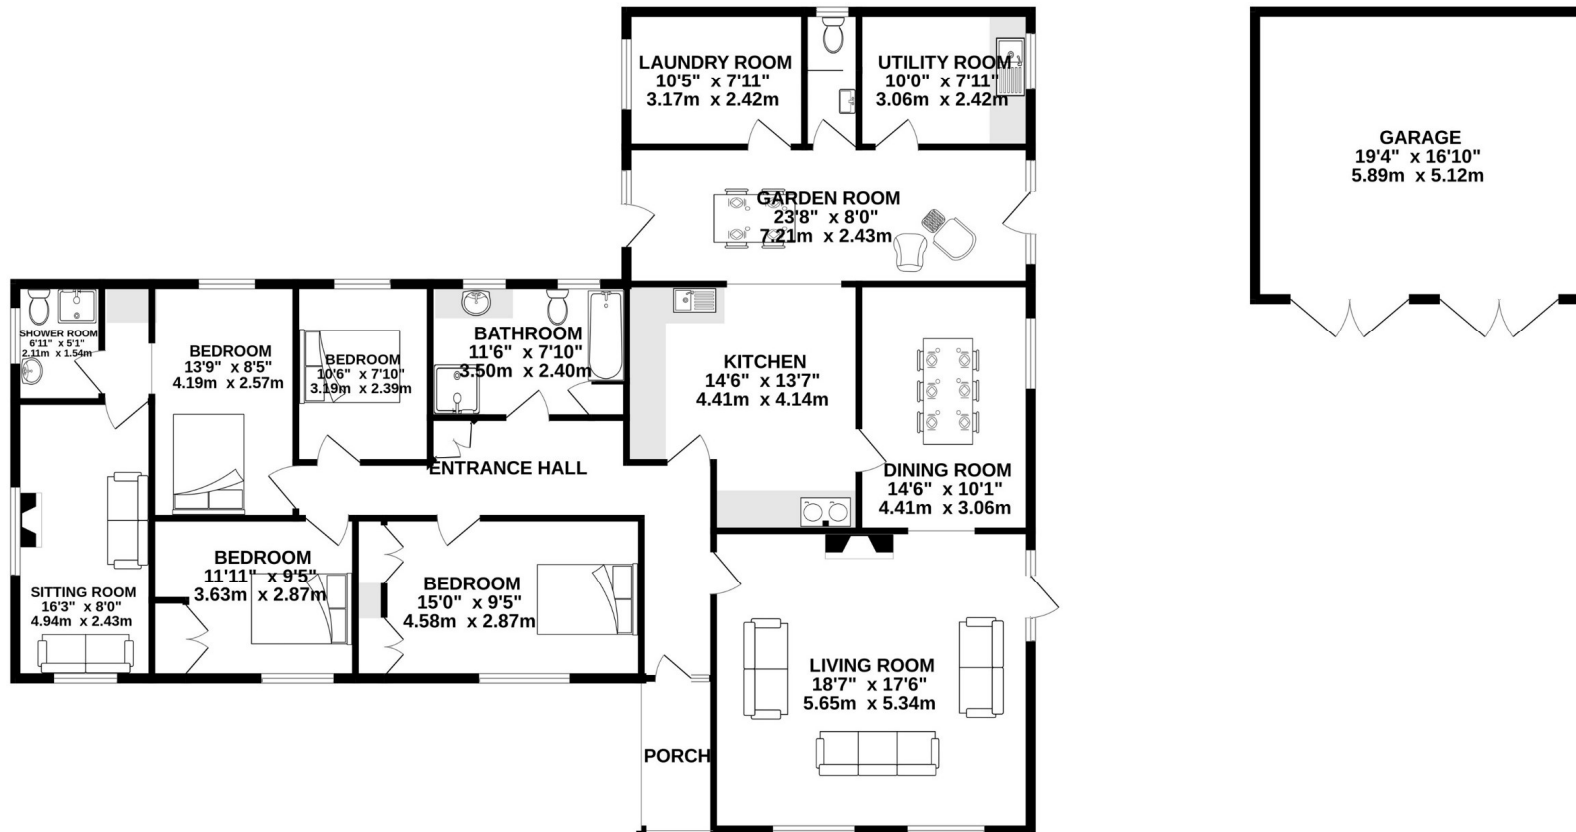 LAUNDRY ROOM
10'5" x 7'11"
3.17m x 2.42m
UTILITY ROOM
10'0" x 7'11"
3.06m x 2.42m
GARAGE
19'4" x 16'10"
5.89m x 5.12m
GARDEN ROOM
23'8" x 8'0"
7.21m x 2.43m
SHOWER ROOM
6'11" x 5'1"
2.11m x 1.54m
BEDROOM
13'9" x 8'5"
4.19m x 2.57m
BEDROOM
10'6" x 7'10"
3.19m x 2.39m
BATHROOM
11'6" x 7'10"
3.50m x 2.40m
KITCHEN
14'6" x 13'7"
4.41m x 4.14m
ENTRANCE HALL
DINING ROOM
14'6" x 10'1"
4.41m x 3.06m
SITTING ROOM
16'3" x 8'0"
4.94m x 2.43m
BEDROOM
11'11" x 9'5"
3.63m x 2.87m
BEDROOM
15'0" x 9'5"
4.58m x 2.87m
LIVING ROOM
18'7" x 17'6"
5.65m x 5.34m
PORCH